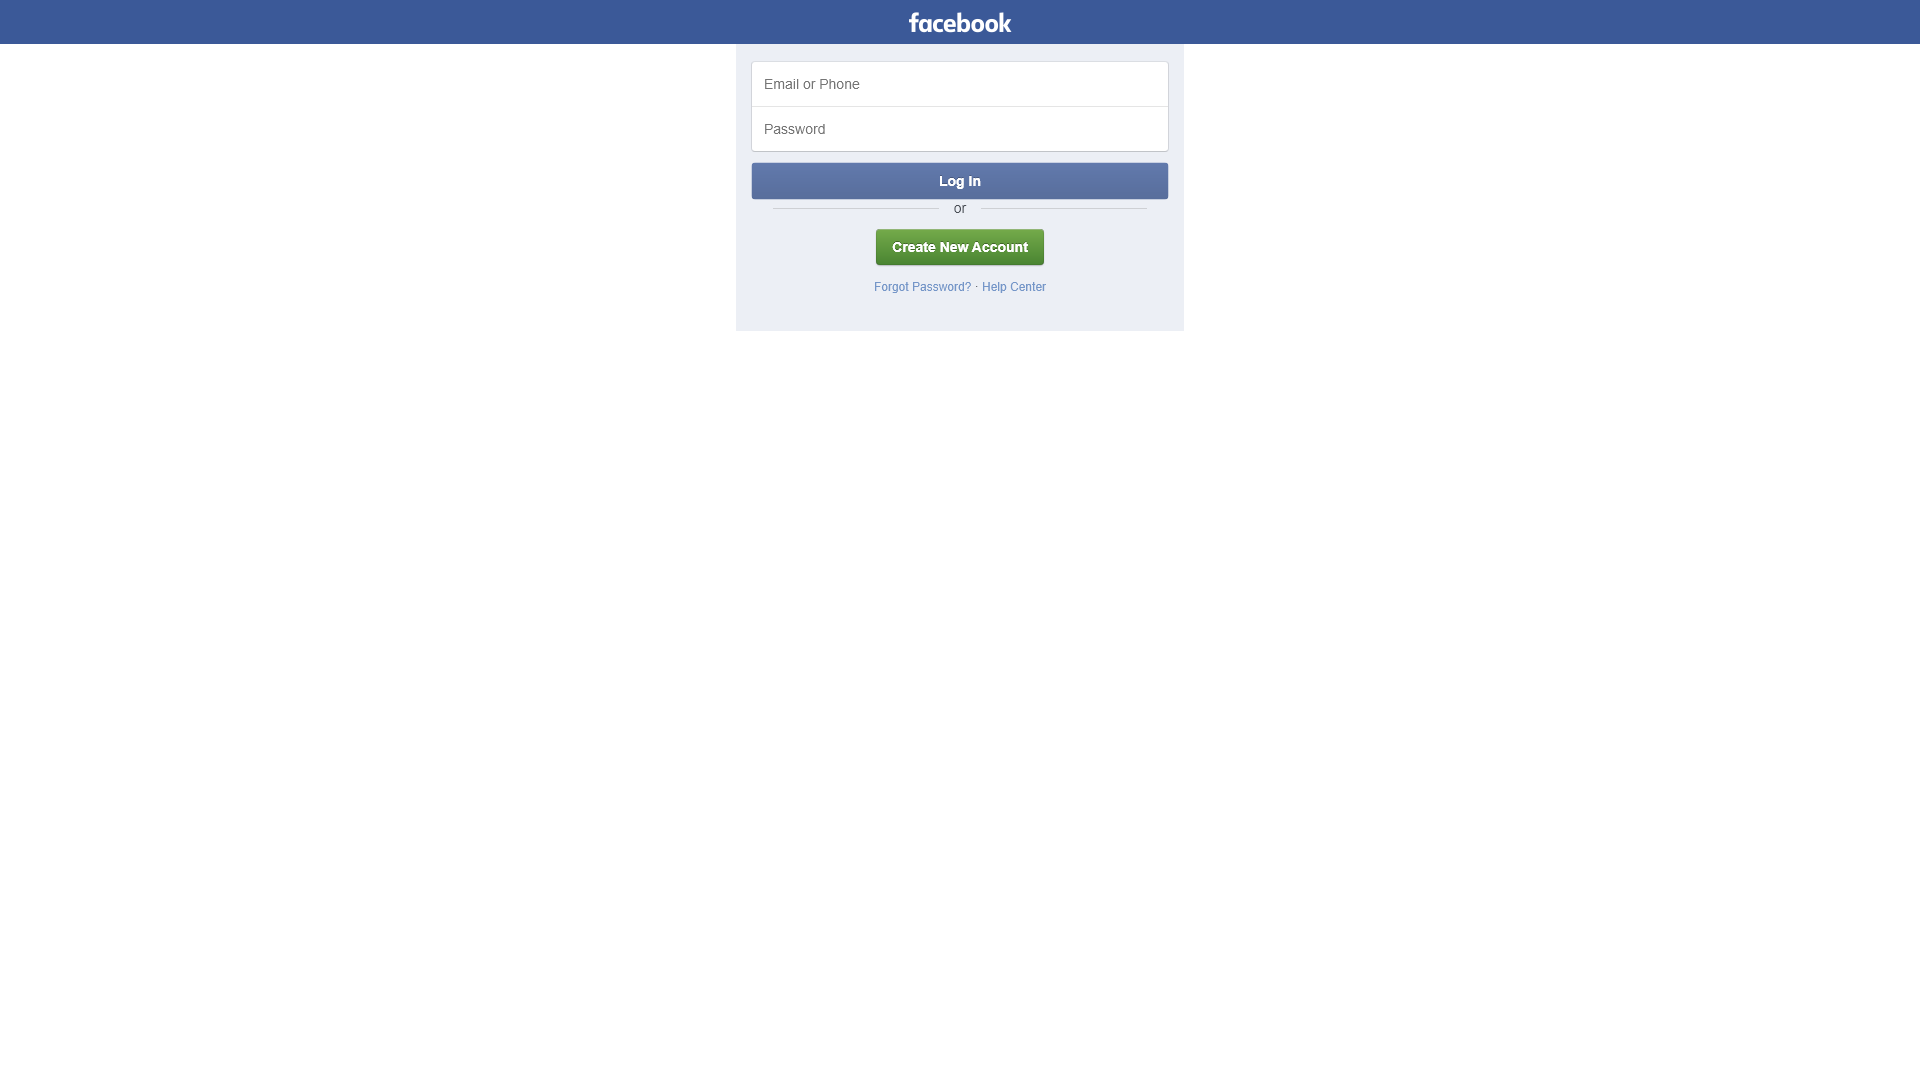 facebook
Email or Phone
Password
Log In
or
Create New Account
Forgot Password? · Help Center